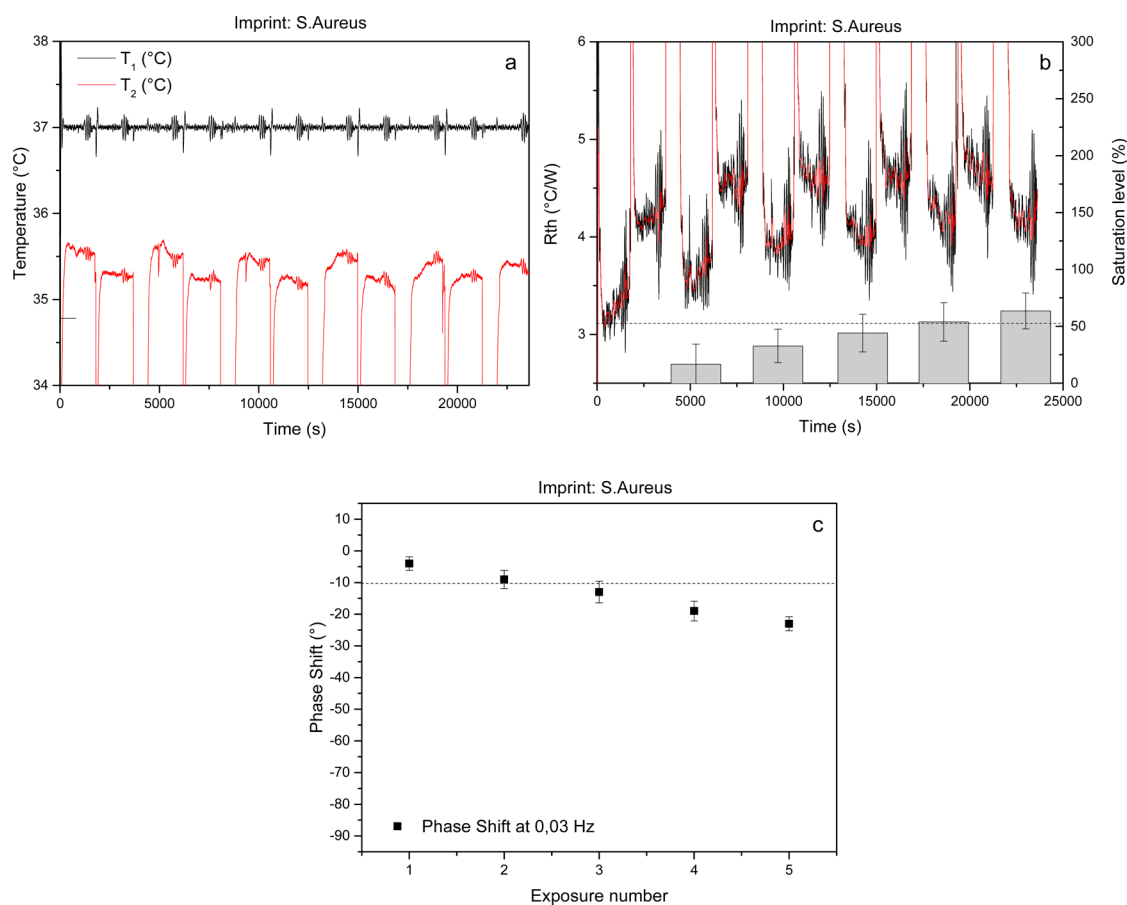 Imprint: S.Aureus
38
37
36
35
34
Temperature (°C)
T1 (°C)
T2 (°C)
a
0
5000
10000
15000
20000
Time (s)
Imprint: S.Aureus
6
5
4
3
Rth (°C/W)
b
300
250
200
150
100
50
0
Saturation level (%)
0
5000
10000
15000
20000
25000
Time (s)
Imprint: S.Aureus
10
0
-10
-20
-30
-40
-50
-60
-70
-80
-90
Phase Shift (°)
c
Phase Shift at 0,03 Hz
1
2
3
4
5
Exposure number